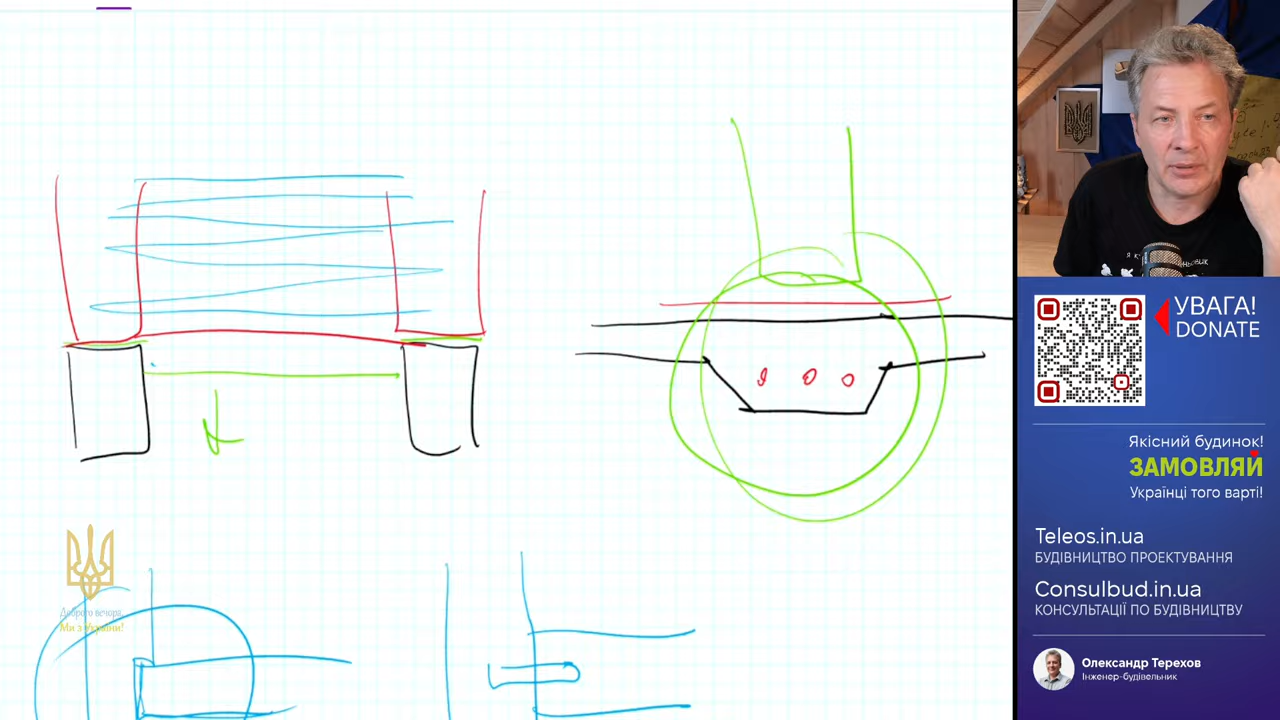 Доброго вечора,
Ми з України!
УВАГА!
DONATE
Якісний будинок!
ЗАМОВЛЯЙ
Українці того варті!
Teleos.in.ua
БУДІВНИЦТВО ПРОЕКТУВАННЯ
Consulbud.in.ua
КОНСУЛЬТАЦІЇ ПО БУДІВНИЦТВУ
Олександр Терехов
Інженер-будівельник